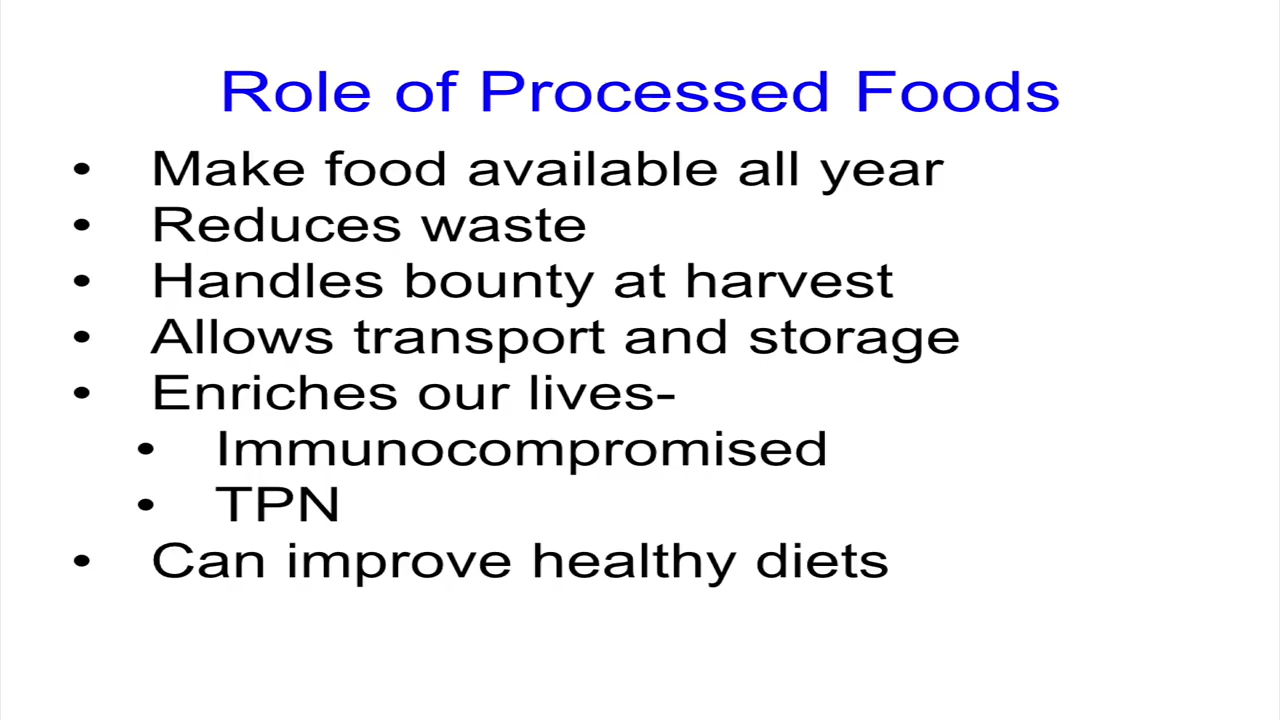 Role of Processed Foods
• Make food available all year
• Reduces waste
• Handles bounty at harvest
• Allows transport and storage
• Enriches our lives-
• Immunocompromised
• TPN
• Can improve healthy diets